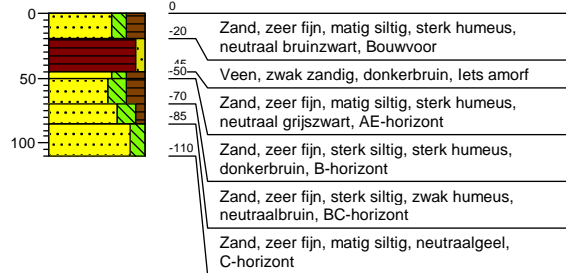 0
0
50
100
0
-20
-45
-50
-70
-85
-110
Zand, zeer fijn, matig siltig, sterk humeus,
neutraal bruinzwart, Bouwvoor
Veen, zwak zandig, donkerbruin, Iets amorf
Zand, zeer fijn, matig siltig, sterk humeus,
neutraal grijszwart, AE-horizont
Zand, zeer fijn, sterk siltig, sterk humeus,
donkerbruin, B-horizont
Zand, zeer fijn, sterk siltig, zwak humeus,
neutraalbruin, BC-horizont
Zand, zeer fijn, matig siltig, neutraalgeel,
C-horizont